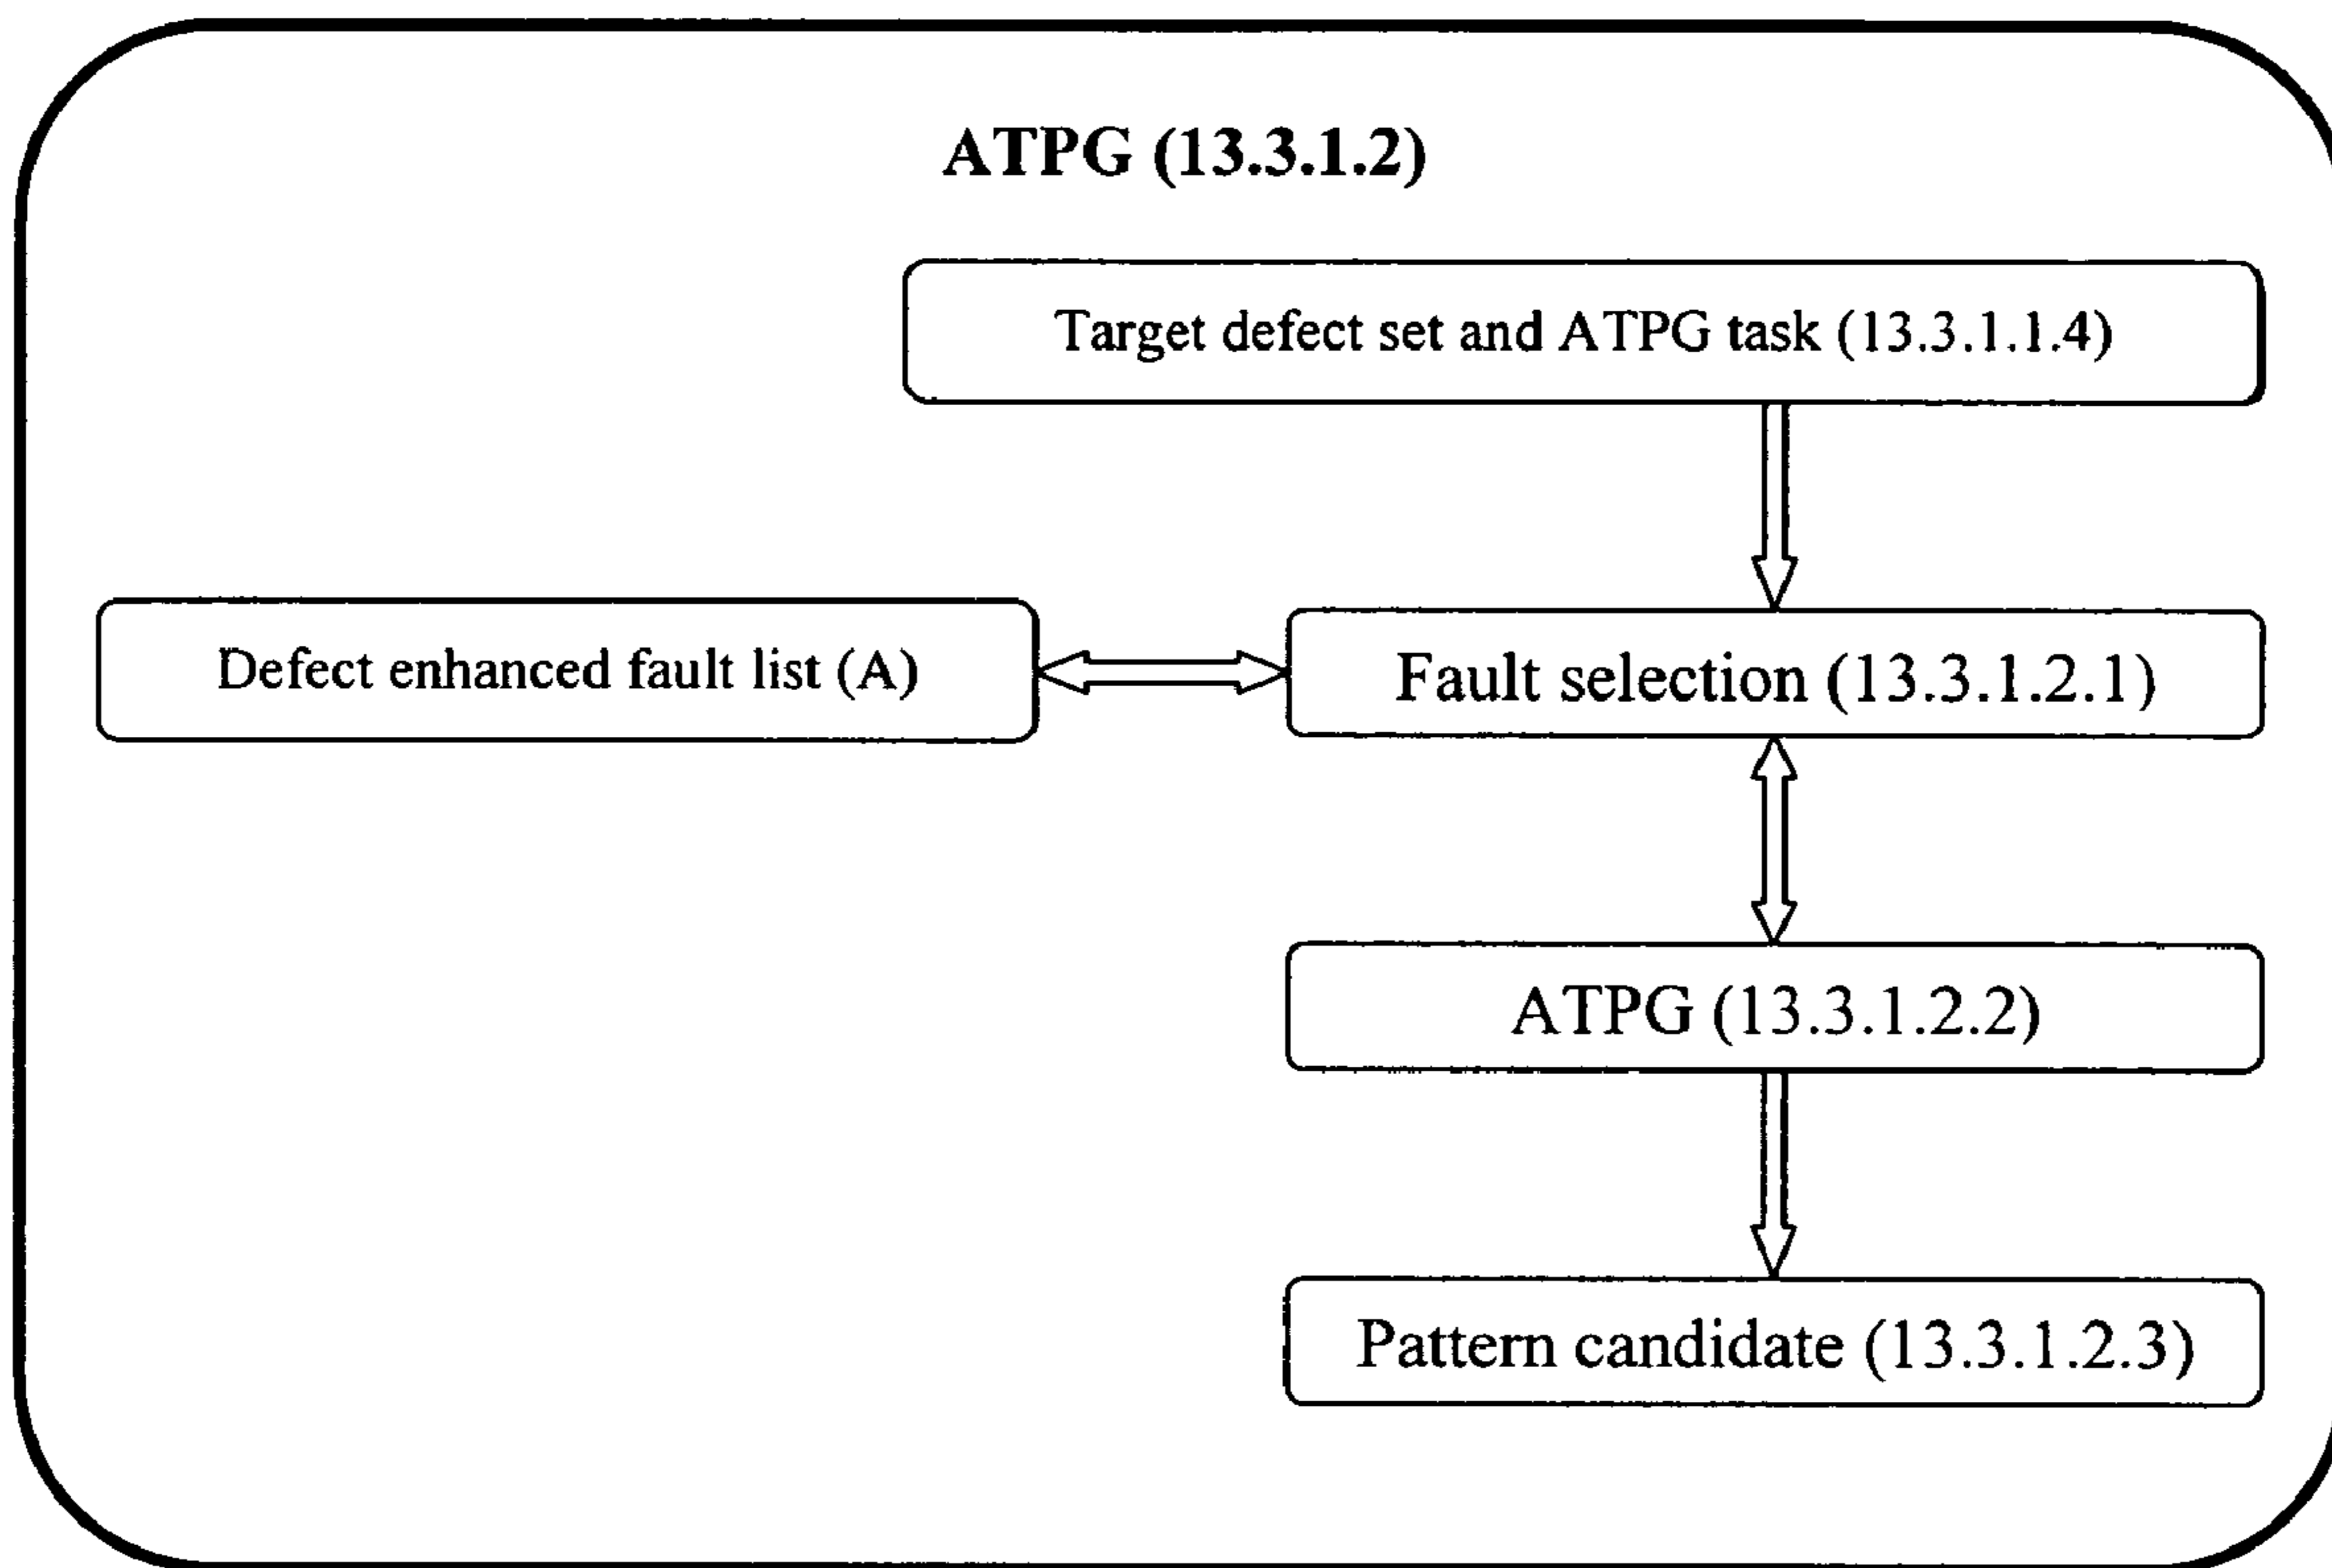 ATPG (13.3.1.2)
Target defect set and ATPG task (13.3.1.1.4)
Defect enhanced fault list (A)
Fault selection (13.3.1.2.1)
ATPG (13.3.1.2.2)
Pattern candidate (13.3.1.2.3)